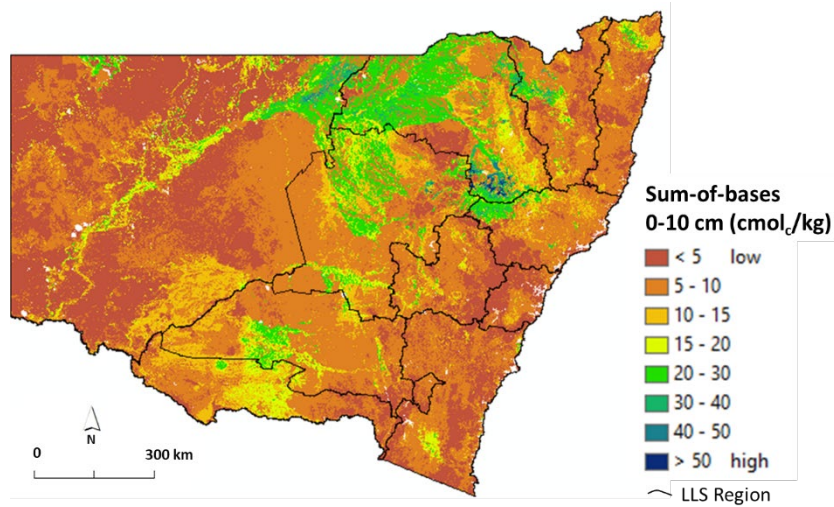 Sum-of-bases
0-10 cm (cmolc/kg)
< 5 low
5 - 10
10 - 15
15 - 20
20 - 30
30 - 40
40 - 50
> 50 high
LLS Region
N
0 300 km